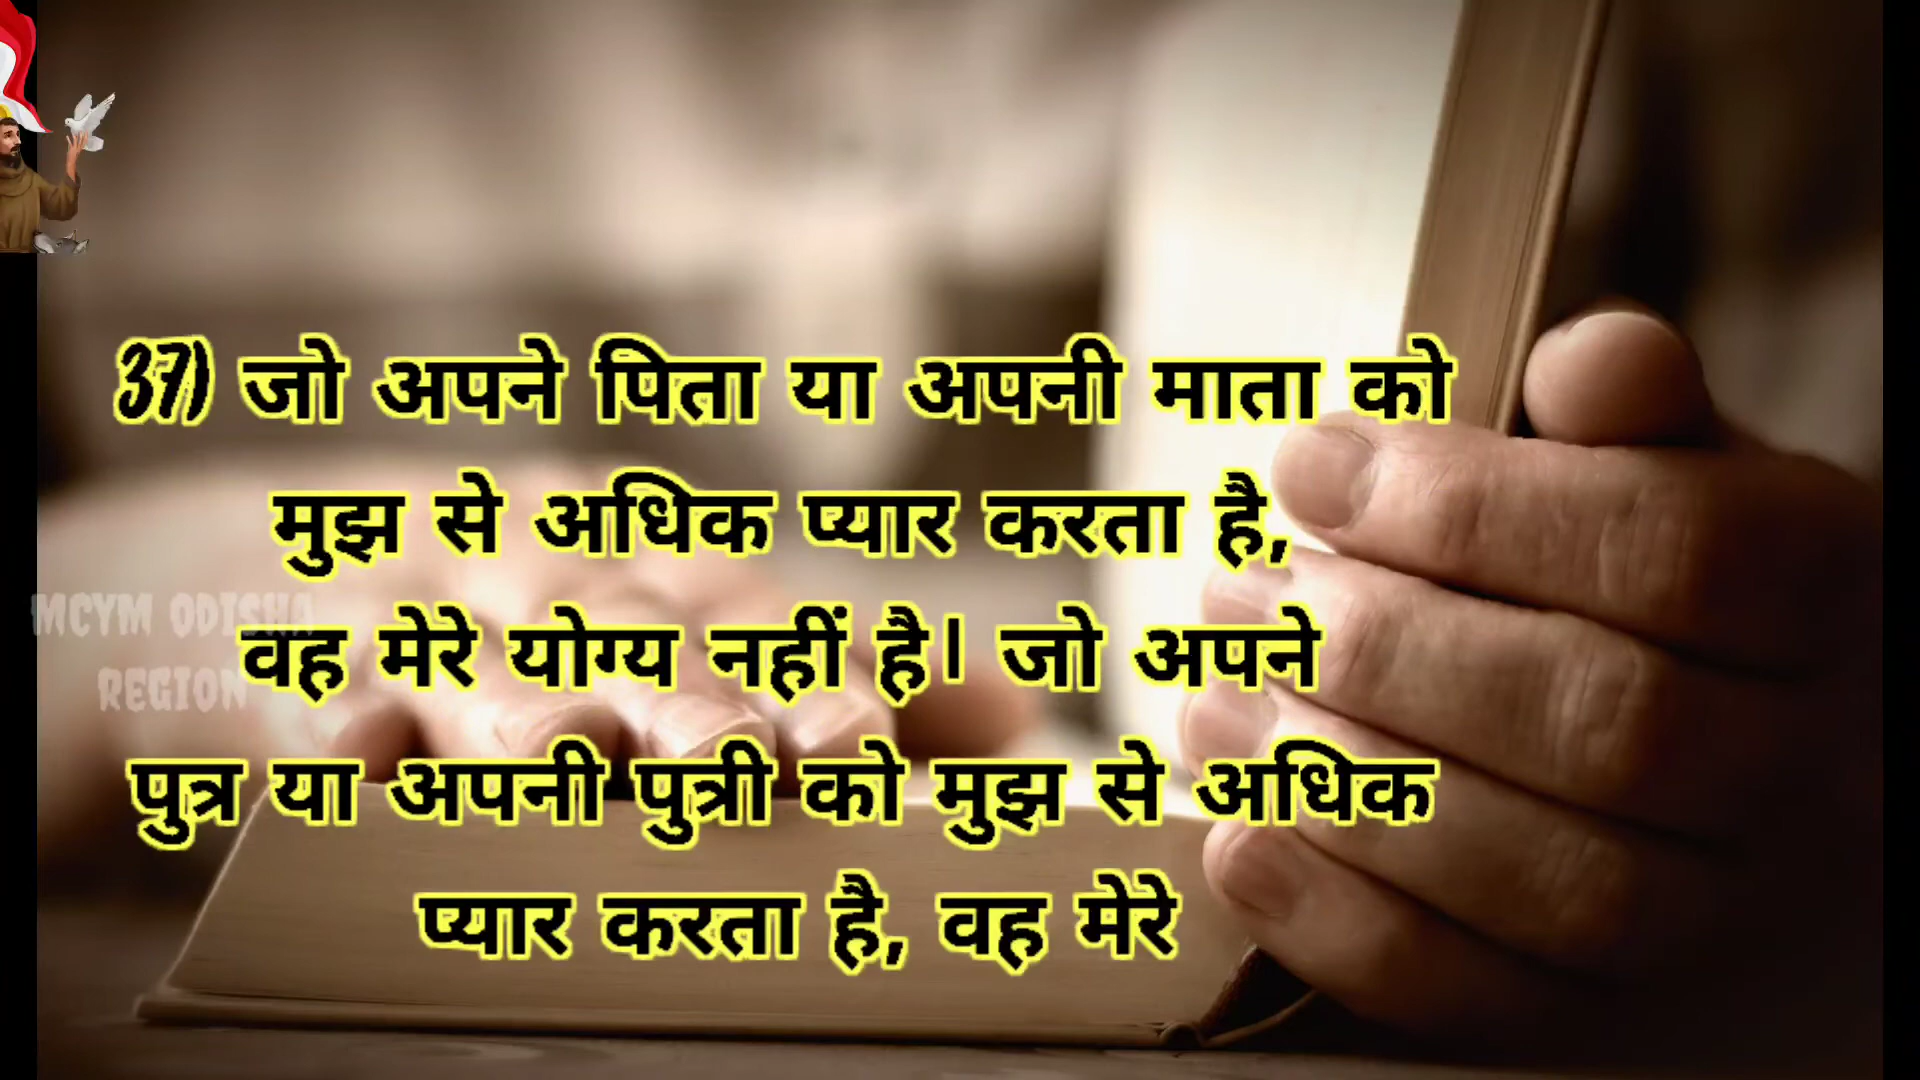 37) जो अपने पिता या अपनी माता को
मुझ से अधिक प्यार करता है,
वह मेरे योग्य नहीं है। जो अपने
पुत्र या अपनी पुत्री को मुझ से अधिक
प्यार करता है, वह मेरे
MCYM ODISHA
REGION